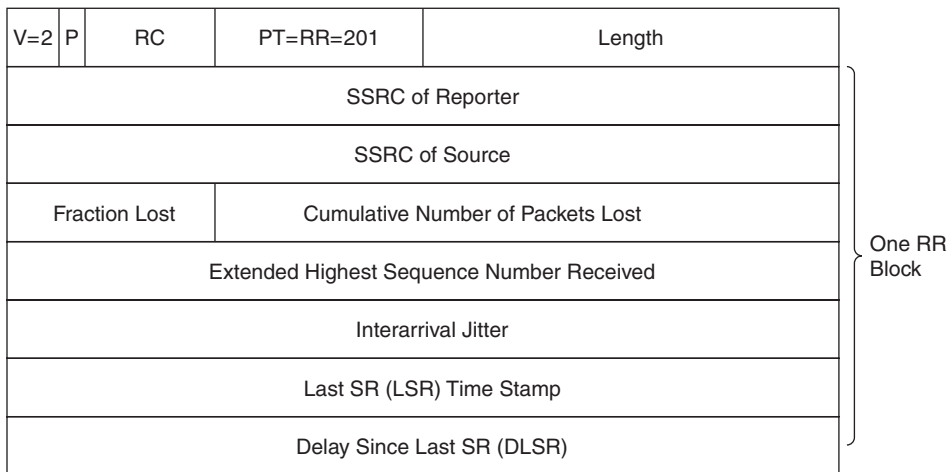 V=2 P RC PT=RR=201 Length
SSRC of Reporter
SSRC of Source
Fraction Lost Cumulative Number of Packets Lost
Extended Highest Sequence Number Received
Interarrival Jitter
Last SR (LSR) Time Stamp
Delay Since Last SR (DLSR)
One RR
Block